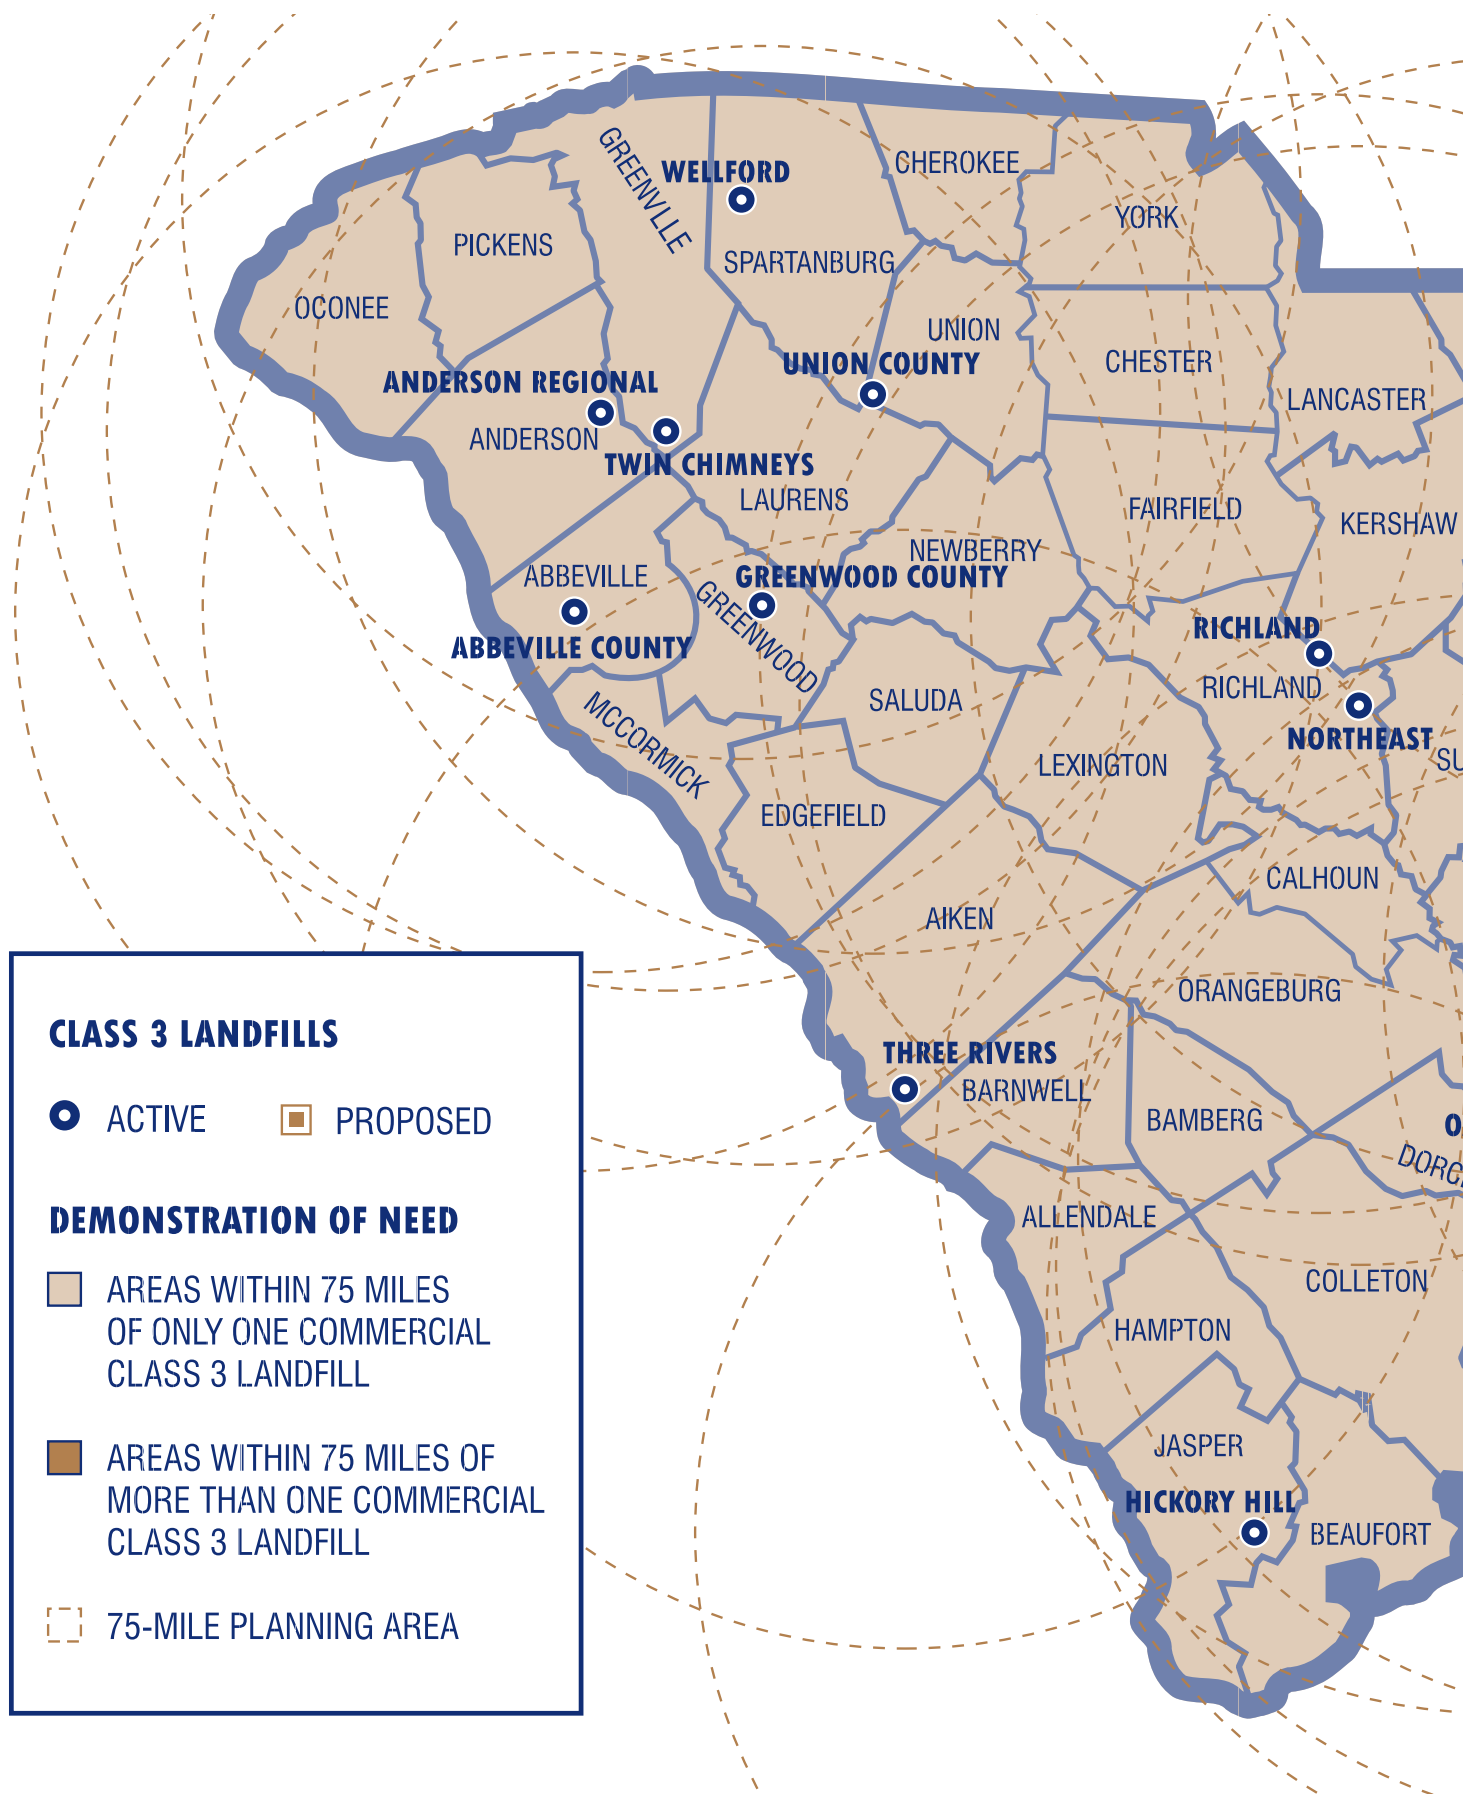 GREENVLLE
WELLFORD
CHEROKEE
YORK
PICKENS
SPARTANBURG
OCONEE
UNION
UNION COUNTY
CHESTER
ANDERSON REGIONAL
LANCASTER
ANDERSON
TWIN CHIMNEYS
LAURENS
FAIRFIELD
KERSHAW
NEWBERRY
ABBEVILLE
GREENWOOD COUNTY
GREENWOOD
RICHLAND
ABBEVILLE COUNTY
RICHLAND
SALUDA
MCCORMICK
NORTHEAST
SU
LEXINGTON
EDGEFIELD
CALHOUN
AIKEN
ORANGEBURG
THREE RIVERS
BARNWELL
BAMBERG
O
DORC
ALLENDALE
COLLETON
HAMPTON
JASPER
HICKORY HILL
BEAUFORT
CLASS 3 LANDFILLS
ACTIVE
PROPOSED
DEMONSTRATION OF NEED
AREAS WITHIN 75 MILES
OF ONLY ONE COMMERCIAL
CLASS 3 LANDFILL
AREAS WITHIN 75 MILES OF
MORE THAN ONE COMMERCIAL
CLASS 3 LANDFILL
75-MILE PLANNING AREA